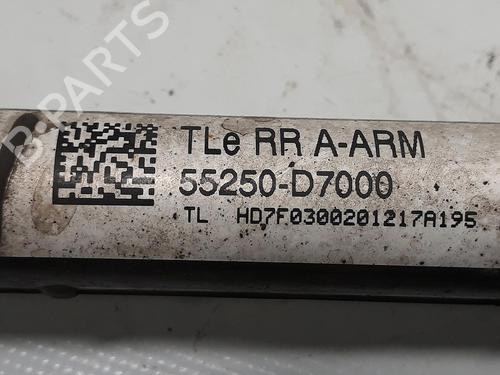 B-PARTS
TLe RR A-ARM
55250-D7000
TL HD7F0300201217A195